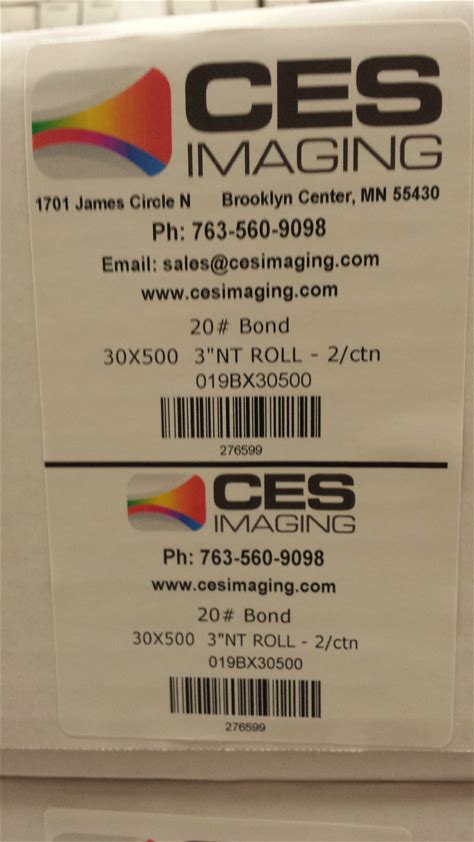 CES
IMAGING
1701 James Circle N Brooklyn Center, MN 55430
Ph: 763-560-9098
Email: sales@cesimaging.com
www.cesimaging.com
20# Bond
30X500 3"NT ROLL - 2/ctn
019BX30500
276599
CES
IMAGING
Ph: 763-560-9098
www.cesimaging.com
20# Bond
30X500 3"NT ROLL - 2/ctn
019BX30500
276599